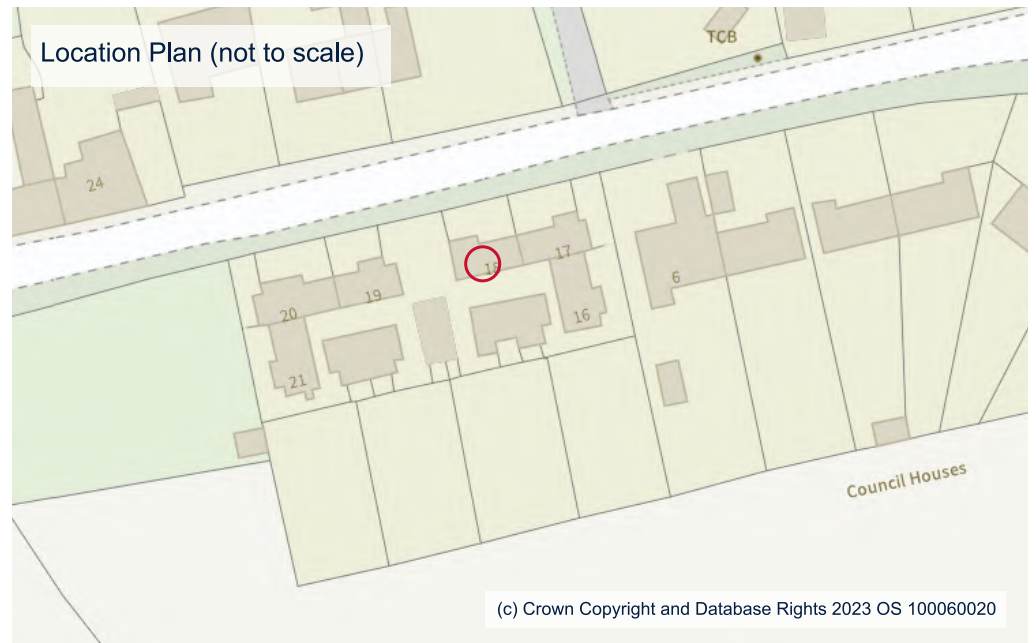 Location Plan (not to scale)
TCB
24
17
18
6
19
20
16
21
Council Houses
(c) Crown Copyright and Database Rights 2023 OS 100060020